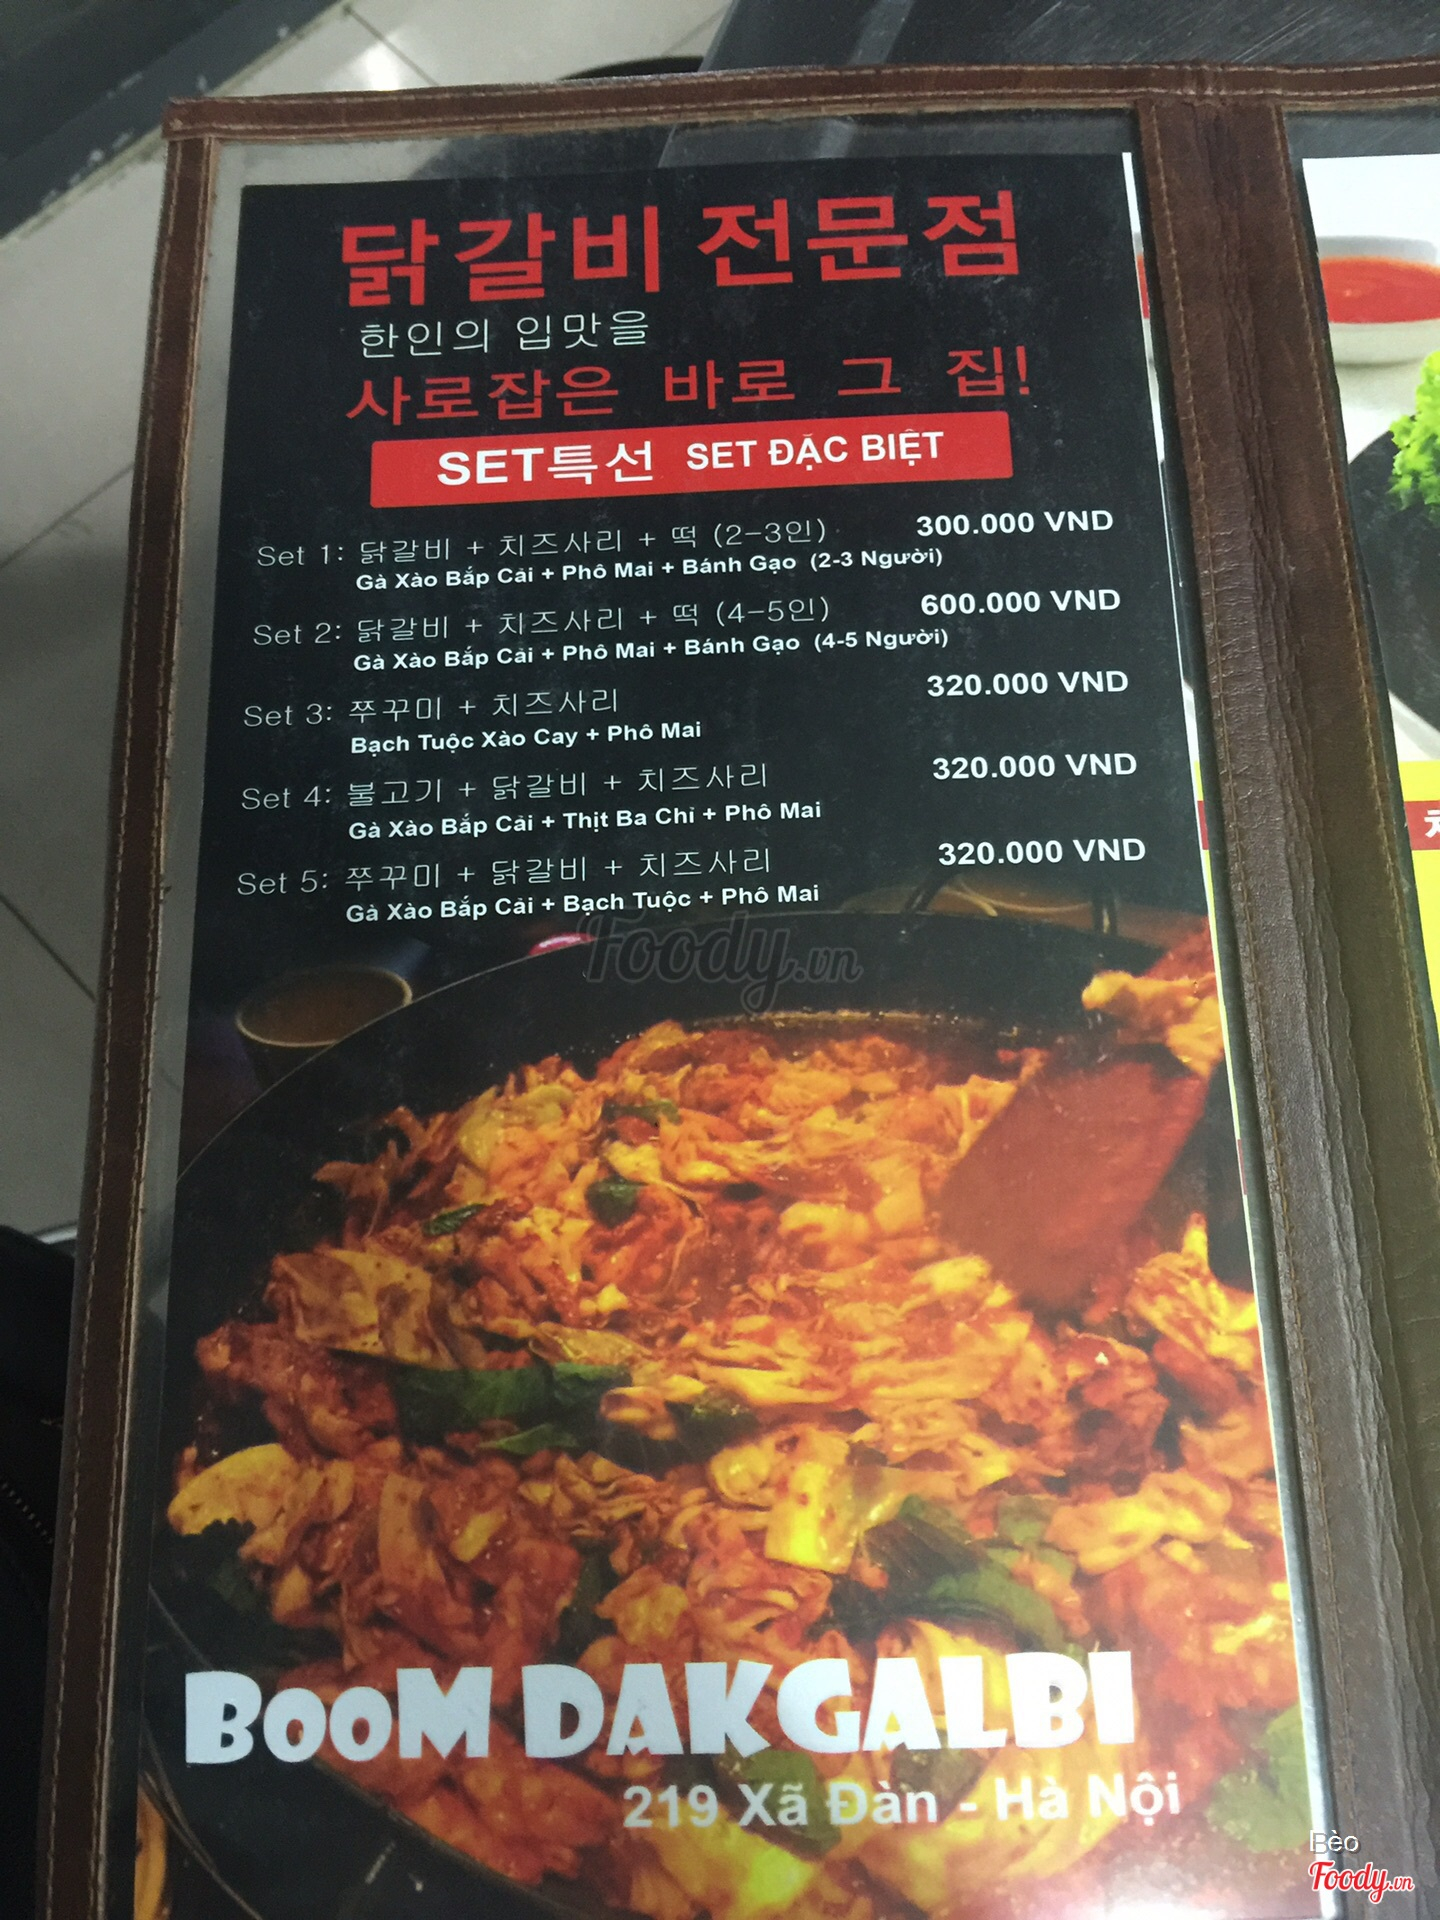 닭갈비 전문점
한인의 입맛을
사로잡은 바로 그 집!
SET특선 SET ĐẶC BIỆT
Set 1: 닭갈비 + 치즈사리 + 떡 (2-3인) 300.000 VND
Gà Xào Bắp Cải + Phô Mai + Bánh Gạo (2-3 Người)
Set 2: 닭갈비 + 치즈사리 + 떡 (4-5인) 600.000 VND
Gà Xào Bắp Cải + Phô Mai + Bánh Gạo (4-5 Người)
Set 3: 쭈꾸미 + 치즈사리 320.000 VND
Bạch Tuộc Xào Cay + Phô Mai
Set 4: 불고기 + 닭갈비 + 치즈사리 320.000 VND
Gà Xào Bắp Cải + Thịt Ba Chỉ + Phô Mai
Set 5: 쭈꾸미 + 닭갈비 + 치즈사리 320.000 VND
Gà Xào Bắp Cải + Bạch Tuộc + Phô Mai
Foody.vn
BOOM DAKGALBI
219 Xã Đàn - Hà Nội
Bèo
Foody.vn